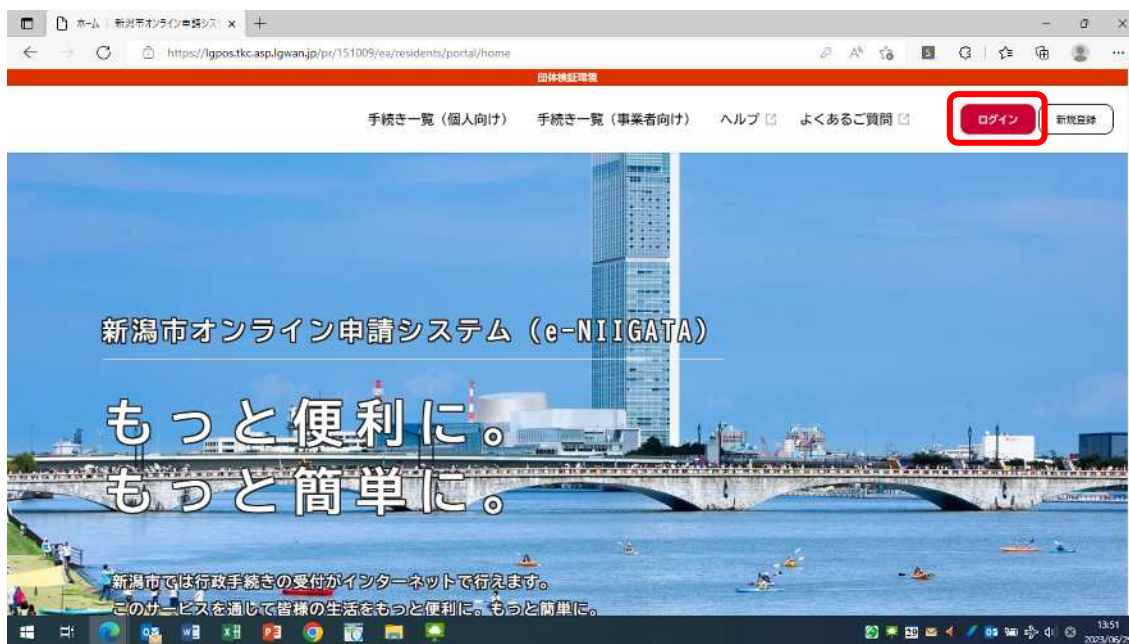 ホーム｜新潟市オンライン申請シス
https://lgpos.tkc.asp.lgwan.jp/pr/151009/ea/residents/portal/home
団体検証環境
手続き一覧（個人向け） 手続き一覧（事業者向け） ヘルプ よくあるご質問 ログイン 新規登録
新潟市オンライン申請システム（e-NIIGATA）
もっと便利に。
もっと簡単に。
新潟市では行政手続きの受付がインターネットで行えます。
このサービスを通じて皆様の生活をもっと便利に。もっと簡単に。
13:51